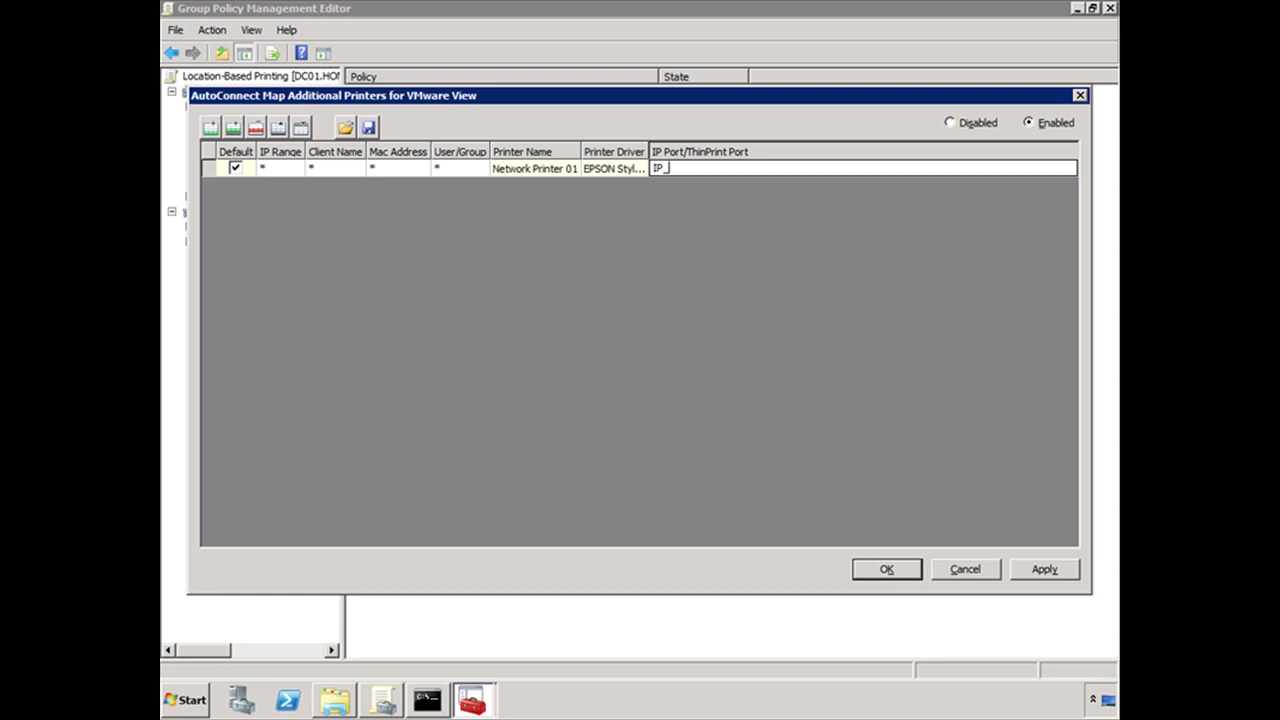 Group Policy Management Editor
File Action View Help
Location-Based Printing [DC01.HO Policy State
AutoConnect Map Additional Printers for VMware View
Disabled Enabled
Default IP Range Client Name Mac Address User/Group Printer Name Printer Driver IP Port/ThinPrint Port
* * * * Network Printer 01 EPSON Styl... IP_
OK Cancel Apply
Start